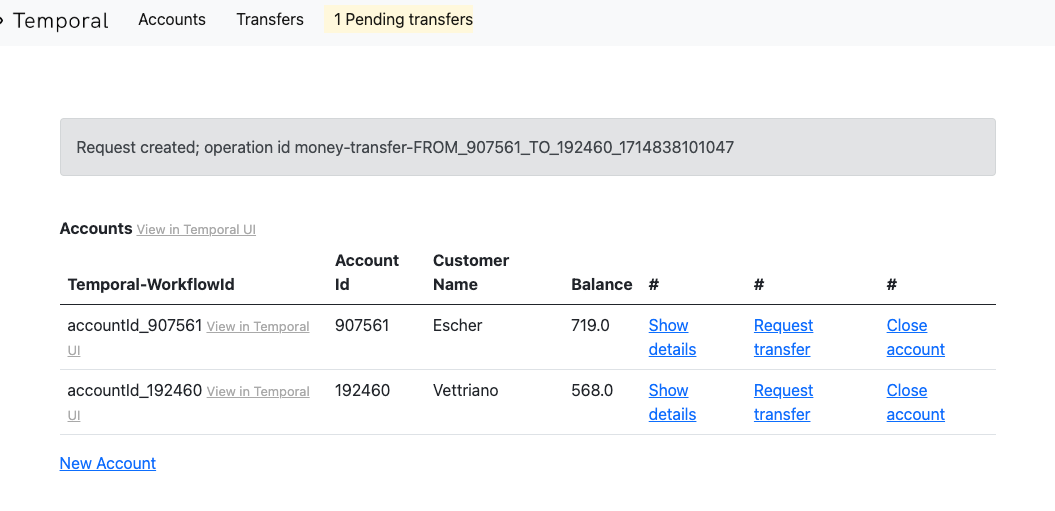 Temporal Accounts Transfers 1 Pending transfers
Request created; operation id money-transfer-FROM_907561_TO_192460_1714838101047
Accounts View in Temporal UI
Temporal-WorkflowId Account Id Customer Name Balance # # #
accountId_907561 View in Temporal UI 907561 Escher 719.0 Show details Request transfer Close account
accountId_192460 View in Temporal UI 192460 Vettriano 568.0 Show details Request transfer Close account
New Account